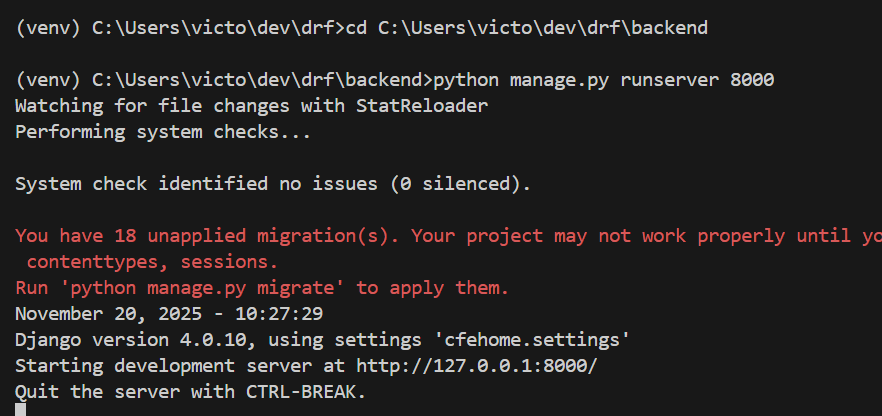 (venv) C:\Users\victo\dev\drf>cd C:\Users\victo\dev\drf\backend
(venv) C:\Users\victo\dev\drf\backend>python manage.py runserver 8000
Watching for file changes with StatReloader
Performing system checks...
System check identified no issues (0 silenced).
You have 18 unapplied migration(s). Your project may not work properly until yo
contenttypes, sessions.
Run 'python manage.py migrate' to apply them.
November 20, 2025 - 10:27:29
Django version 4.0.10, using settings 'cfehome.settings'
Starting development server at http://127.0.0.1:8000/
Quit the server with CTRL-BREAK.